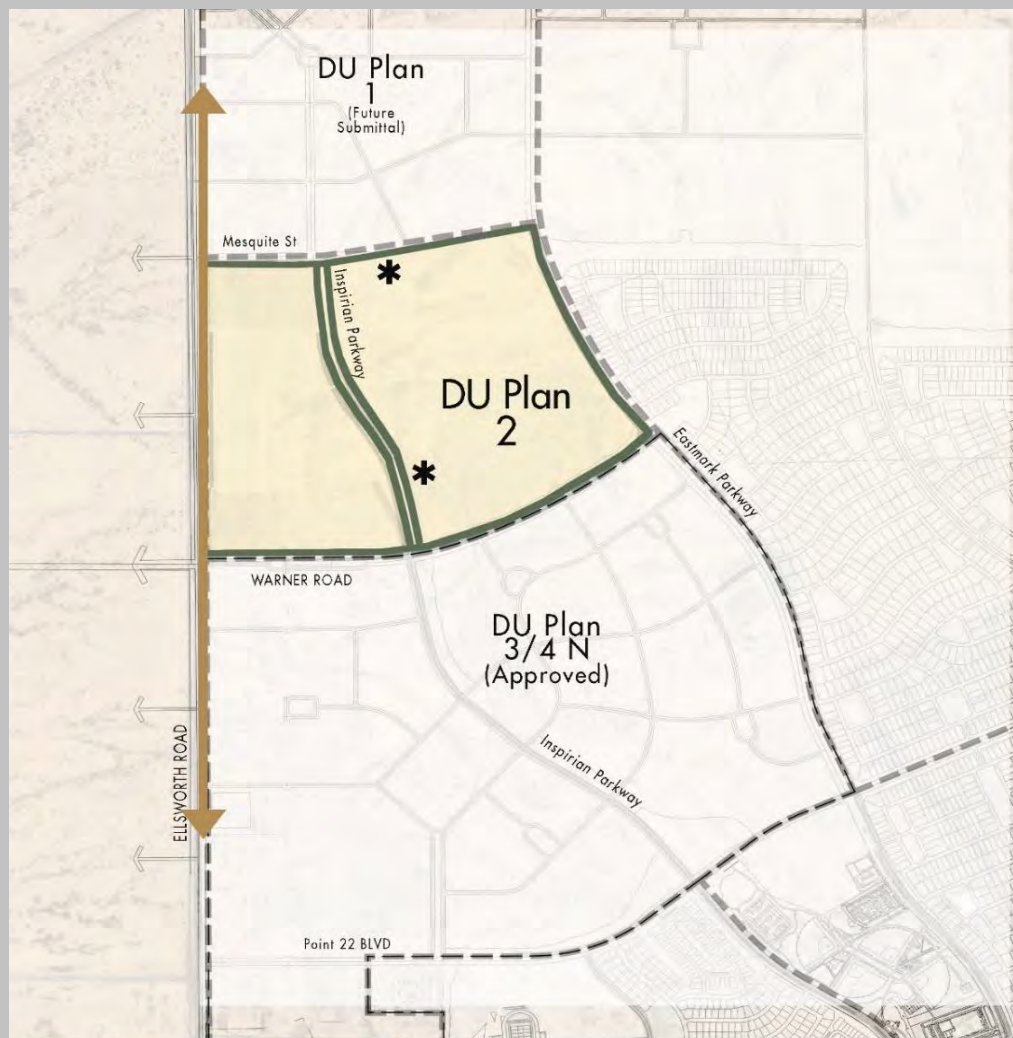 DU Plan
1
(Future
Submittal)
Mesquite St
*
Inspirian Parkway
DU Plan
2
*
Eastmark Parkway
WARNER ROAD
DU Plan
3/4 N
(Approved)
ELLSWORTH ROAD
Inspirian Parkway
Point 22 BLVD